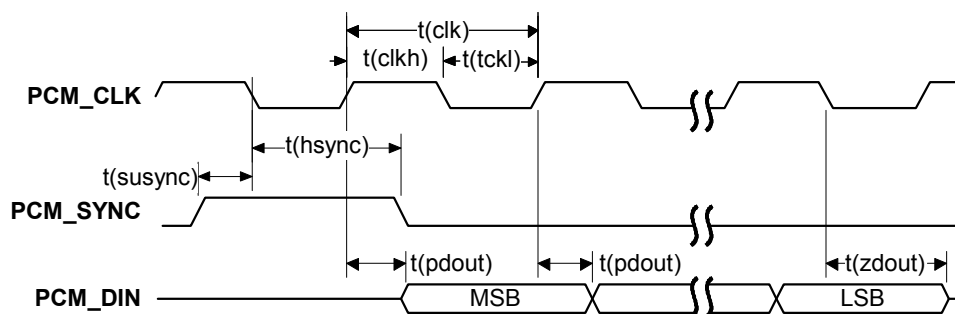 t(clk)
t(clkh) t(tckl)
PCM_CLK
t(hsync)
t(susync)
PCM_SYNC
t(pdout) t(pdout) t(zdout)
PCM_DIN MSB LSB